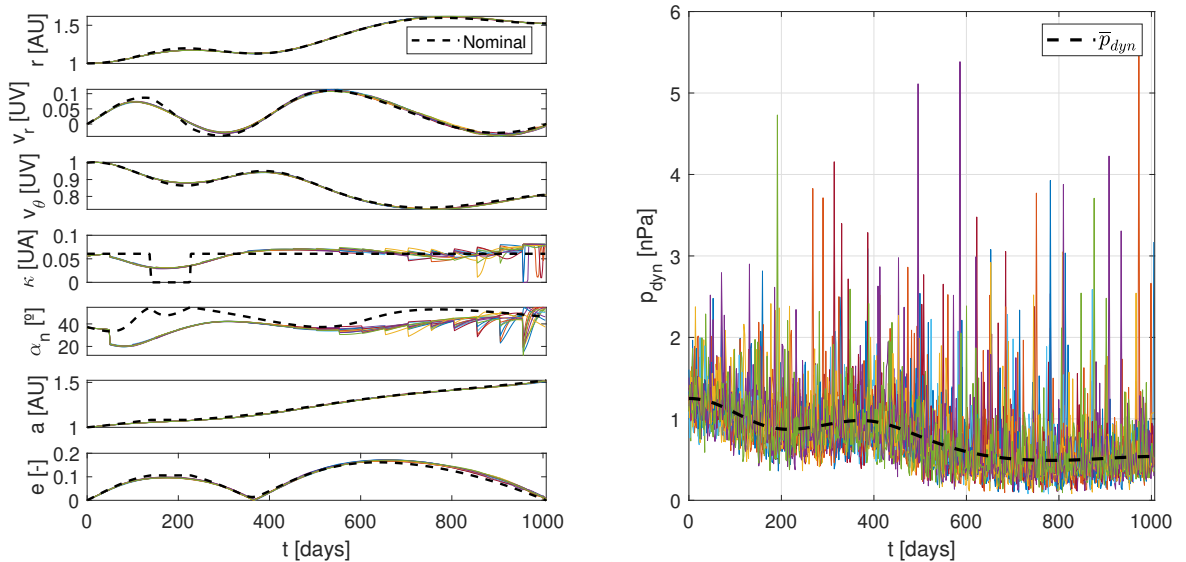 r [AU]
1.5
1
Nominal
v_r [UV]
0.1
0.05
0
v_θ [UV]
1
0.9
0.8
κ [UA]
0.1
0.05
0
α_n [º]
40
20
a [AU]
1.5
1
e [-]
0.2
0.1
0
0 200 400 600 800 1000
t [days]
p_dyn [nPa]
6
5
4
3
2
1
0
p̅_dyn
0 200 400 600 800 1000
t [days]